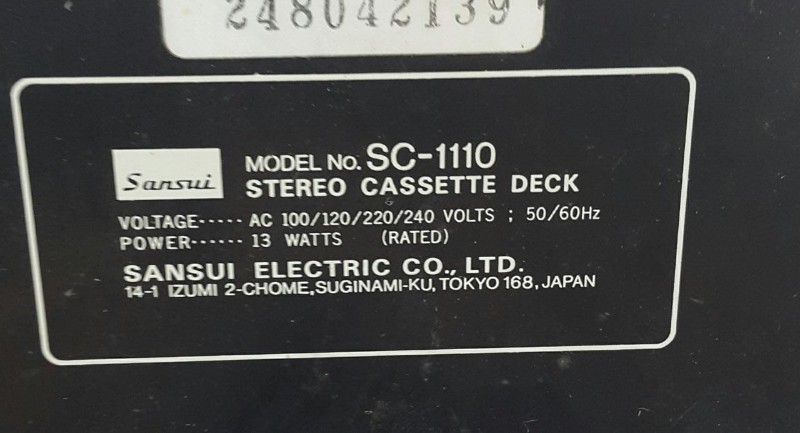 248042139
Sansui
MODEL No. SC-1110
STEREO CASSETTE DECK
VOLTAGE····· AC 100/120/220/240 VOLTS ; 50/60Hz
POWER······ 13 WATTS (RATED)
SANSUI ELECTRIC CO., LTD.
14-1 IZUMI 2-CHOME, SUGINAMI-KU, TOKYO 168, JAPAN